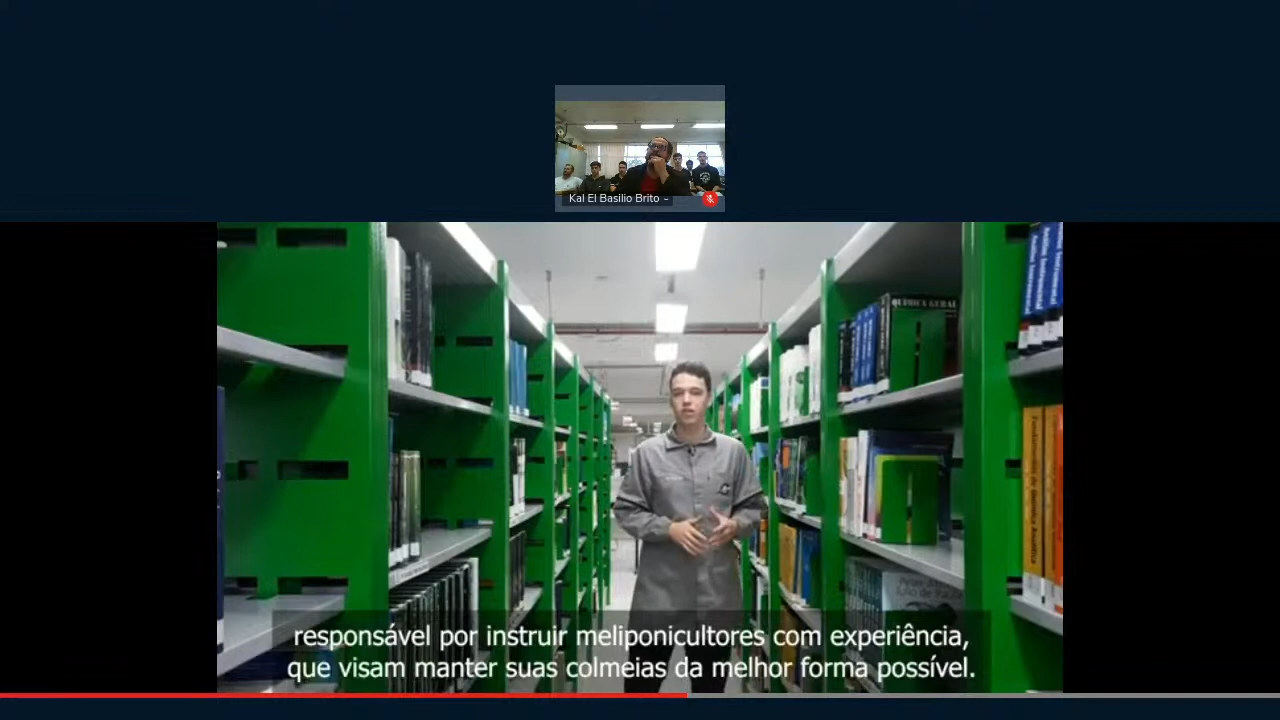 Kal El Basilio Brito
QUÍMICA GERAL
responsável por instruir meliponicultores com experiência,
que visam manter suas colmeias da melhor forma possível.